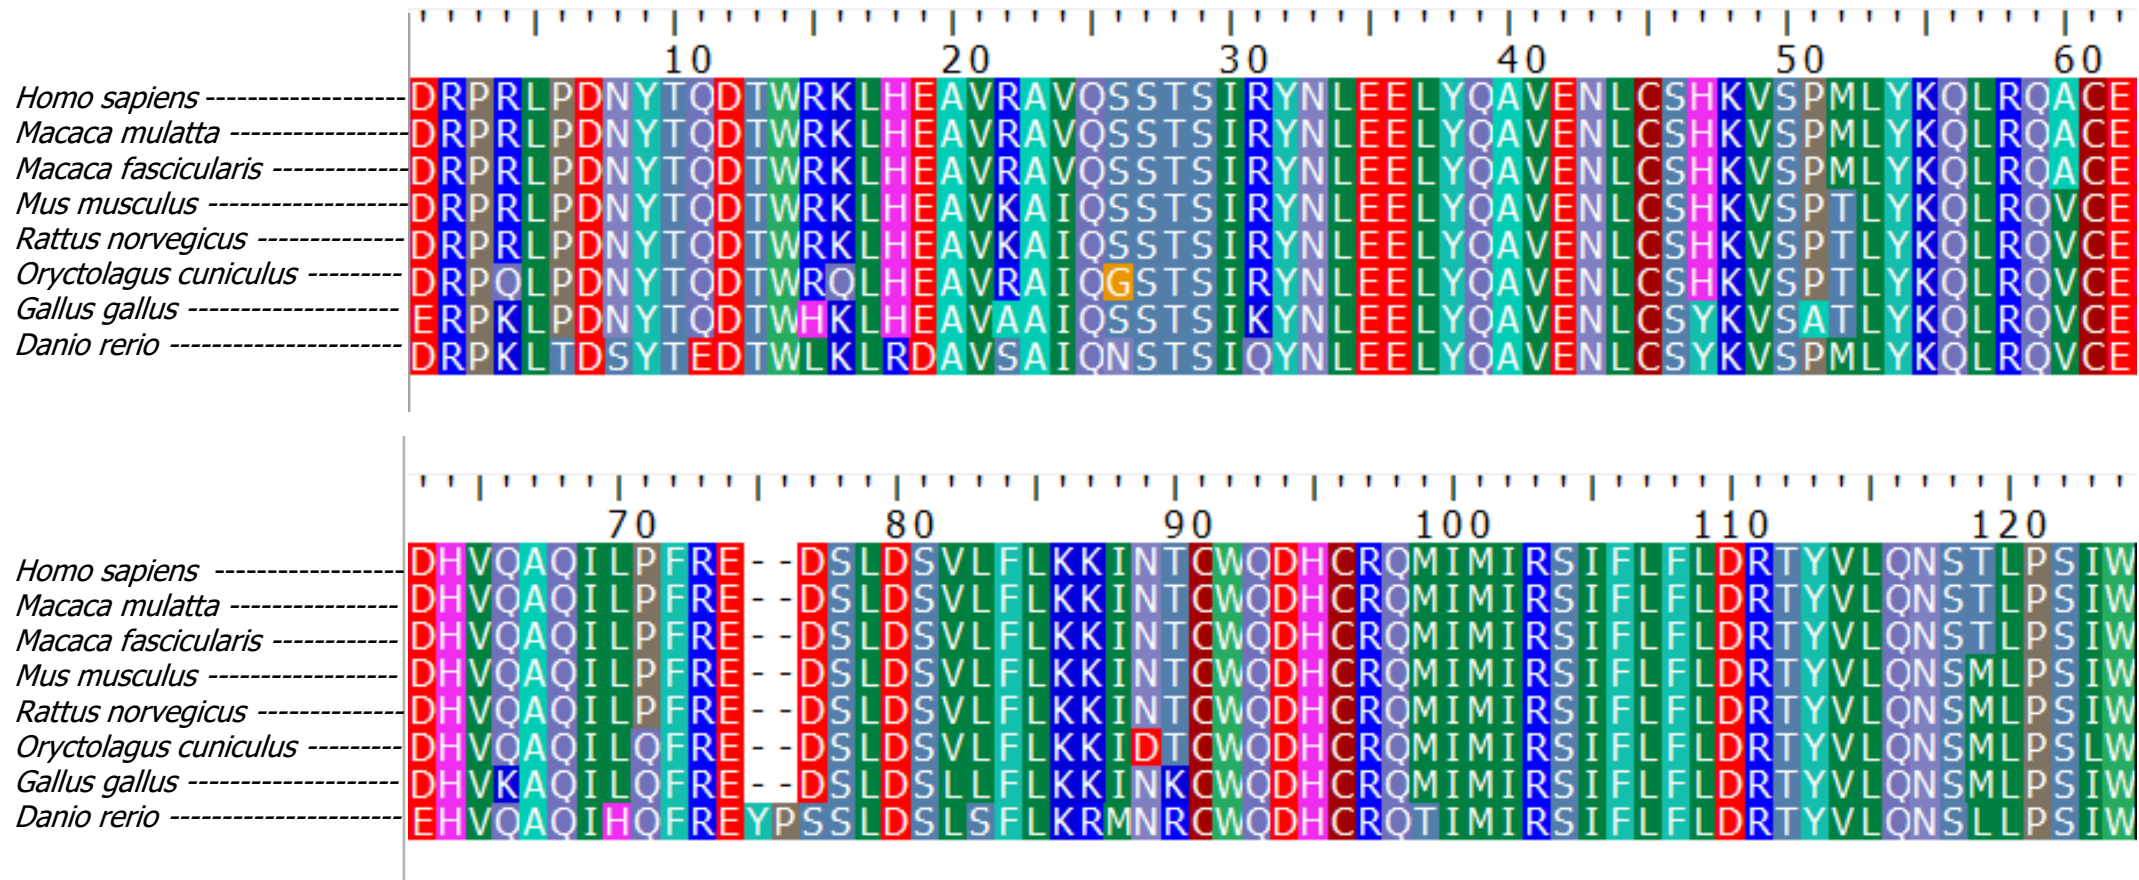 10 20 30 40 50 60
Homo sapiens -------------------- DRPRLPDNYTQDTWRKLHEAVRAVQSSTSIRYNLEELYQAVENLCSHKVSPMLYKQLRQACE
Macaca mulatta ------------------ DRPRLPDNYTQDTWRKLHEAVRAVQSSTSIRYNLEELYQAVENLCSHKVSPMLYKQLRQACE
Macaca fascicularis ------------- DRPRLPDNYTQDTWRKLHEAVRAVQSSTSIRYNLEELYQAVENLCSHKVSPMLYKQLRQACE
Mus musculus -------------------- DRPRLPDNYTQDTWRKLHEAVKAIQSSTSIRYNLEELYQAVENLCSHKVSPTLYKQLRQVCE
Rattus norvegicus --------------- DRPRLPDNYTQDTWRKLHEAVKAIQSSTSIRYNLEELYQAVENLCSHKVSPTLYKQLRQVCE
Oryctolagus cuniculus --------- DRPQLPDNYTQDTWRQLHEAVRAIQGSTSIRYNLEELYQAVENLCSHKVSPTLYKQLRQVCE
Gallus gallus --------------------- ERPKLPDNYTQDTWHKLHEAVAAIQSSTSIKYNLEELYQAVENLCSYKVSATLYKQLRQVCE
Danio rerio ----------------------- DRPKLTDSYTEDTWLKLRDAVSAIQNSTSIQYNLEELYQAVENLCSYKVSPMLYKQLRQVCE
70 80 90 100 110 120
Homo sapiens ------------------- DHVQAQILPFRE--DSLDSVLFLKKINTCWQDHCRQMIMIRSIFLFLDRTYVLQNSTLPSIW
Macaca mulatta ----------------- DHVQAQILPFRE--DSLDSVLFLKKINTCWQDHCRQMIMIRSIFLFLDRTYVLQNSTLPSIW
Macaca fascicularis ------------ DHVQAQILPFRE--DSLDSVLFLKKINTCWQDHCRQMIMIRSIFLFLDRTYVLQNSTLPSIW
Mus musculus ------------------- DHVQAQILPFRE--DSLDSVLFLKKINTCWQDHCRQMIMIRSIFLFLDRTYVLQNSMLPSIW
Rattus norvegicus -------------- DHVQAQILPFRE--DSLDSVLFLKKINTCWQDHCRQMIMIRSIFLFLDRTYVLQNSMLPSIW
Oryctolagus cuniculus --------- DHVQAQILQFRE--DSLDSVLFLKKIDTCWQDHCRQMIMIRSIFLFLDRTYVLQNSMLPSLW
Gallus gallus --------------------- DHVKAQILQFRE--DSLDSLLFLKKINKCWQDHCRQMIMIRSIFLFLDRTYVLQNSMLPSIW
Danio rerio ----------------------- EHVQAQIHQFREYPSSLDSLSFLKRMNRCWQDHCRQTIMIRSIFLFLDRTYVLQNSLLPSIW